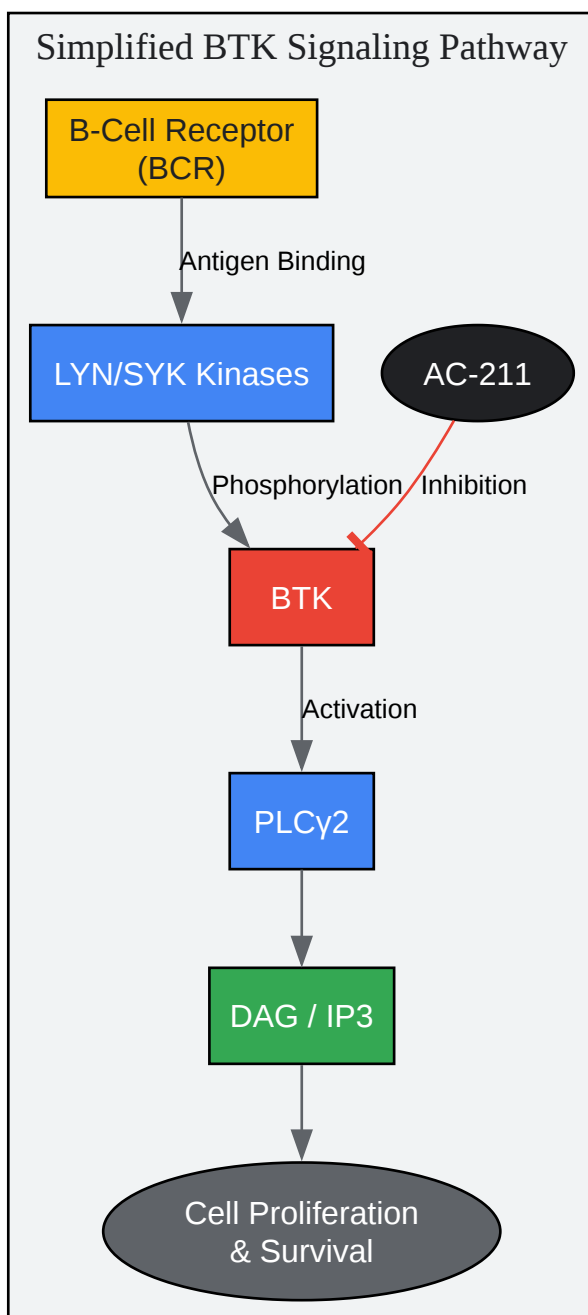 Simplified BTK Signaling Pathway
B-Cell Receptor
(BCR)
Antigen Binding
LYN/SYK Kinases
AC-211
Phosphorylation
Inhibition
BTK
Activation
PLCγ2
DAG / IP3
Cell Proliferation
& Survival